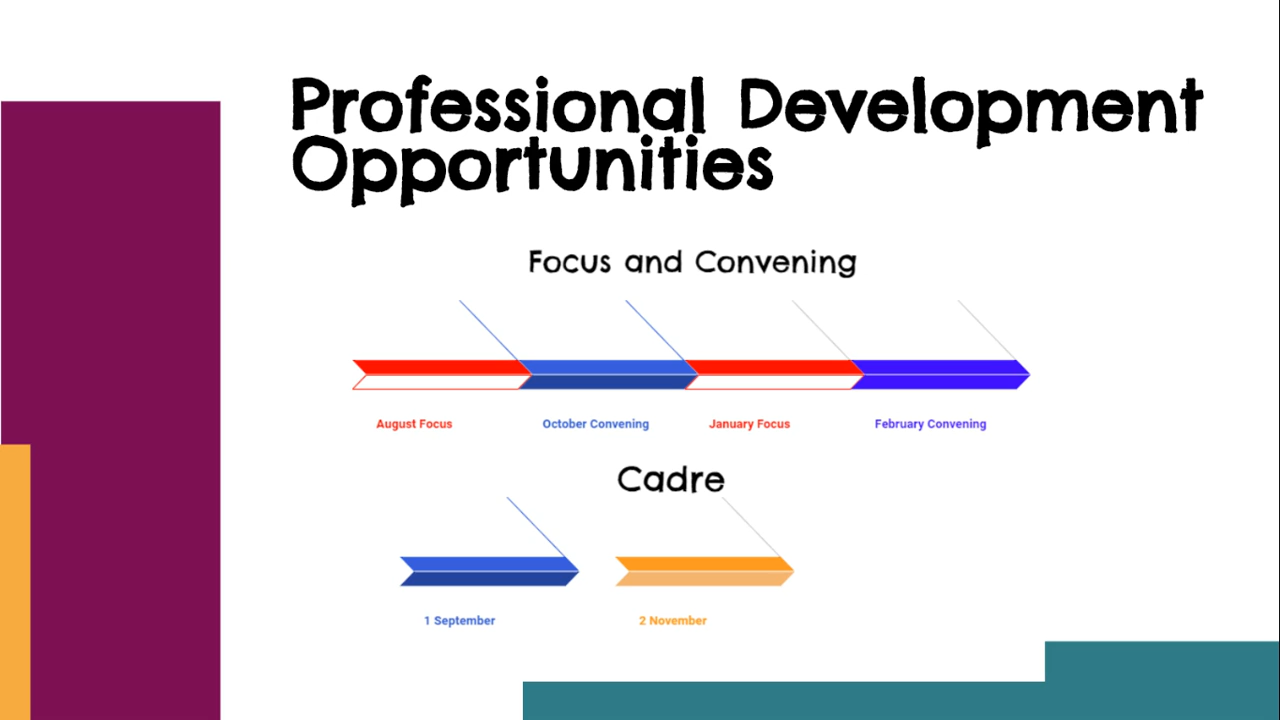 Professional Development
Opportunities
Focus and Convening
August Focus
October Convening
January Focus
February Convening
Cadre
1 September
2 November